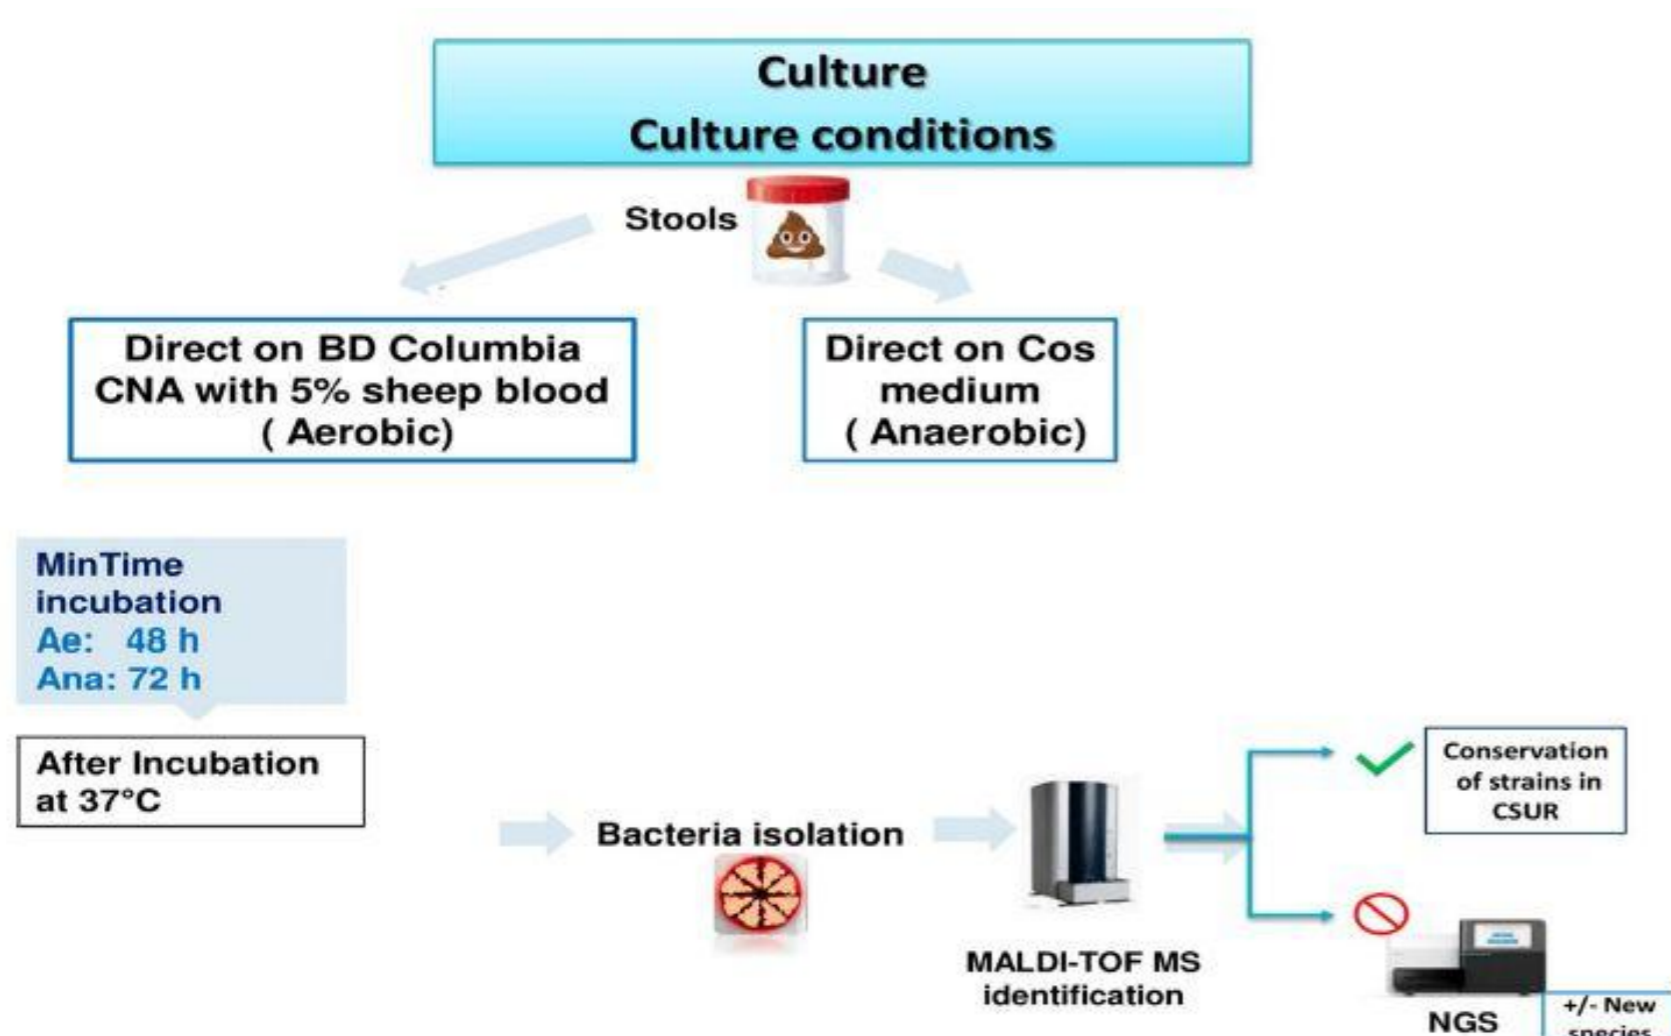 Culture
Culture conditions
Stools
Direct on BD Columbia
CNA with 5% sheep blood
( Aerobic)
Direct on Cos
medium
( Anaerobic)
MinTime
incubation
Ae: 48 h
Ana: 72 h
After Incubation
at 37°C
Bacteria isolation
MALDI-TOF MS
identification
Conservation
of strains in
CSUR
NGS
+/- New
species